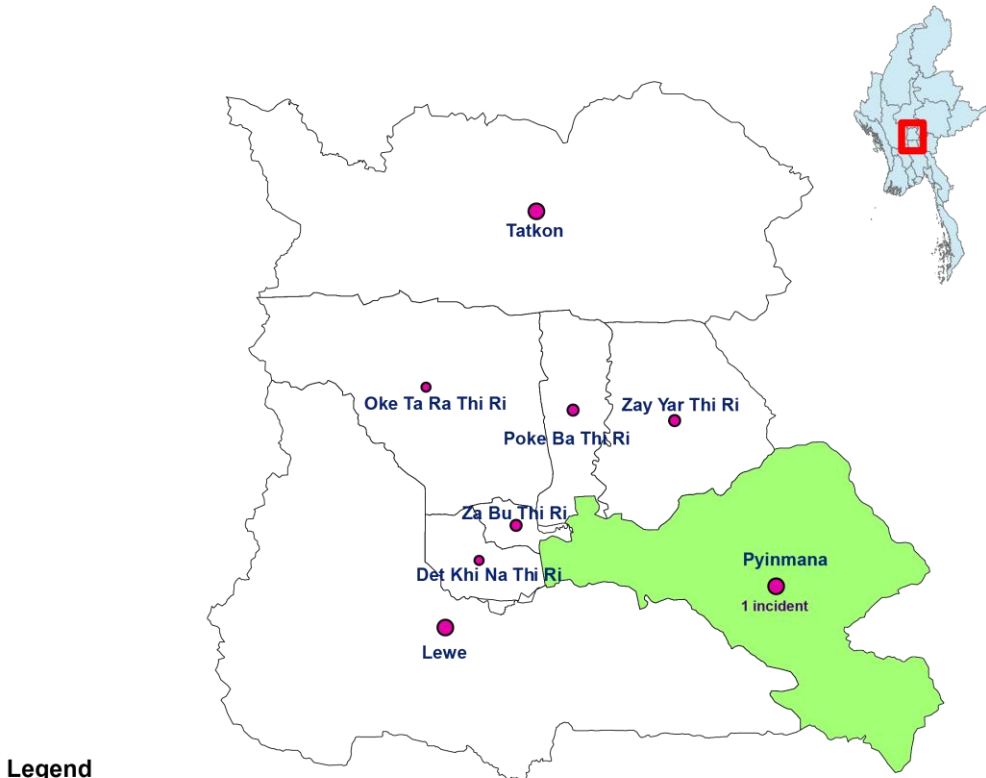 Tatkon
Oke Ta Ra Thi Ri
Zay Yar Thi Ri
Poke Ba Thi Ri
Za Bu Thi Ri
Pyinmana
Det Khi Na Thi Ri
1 incident
Lewe
Legend